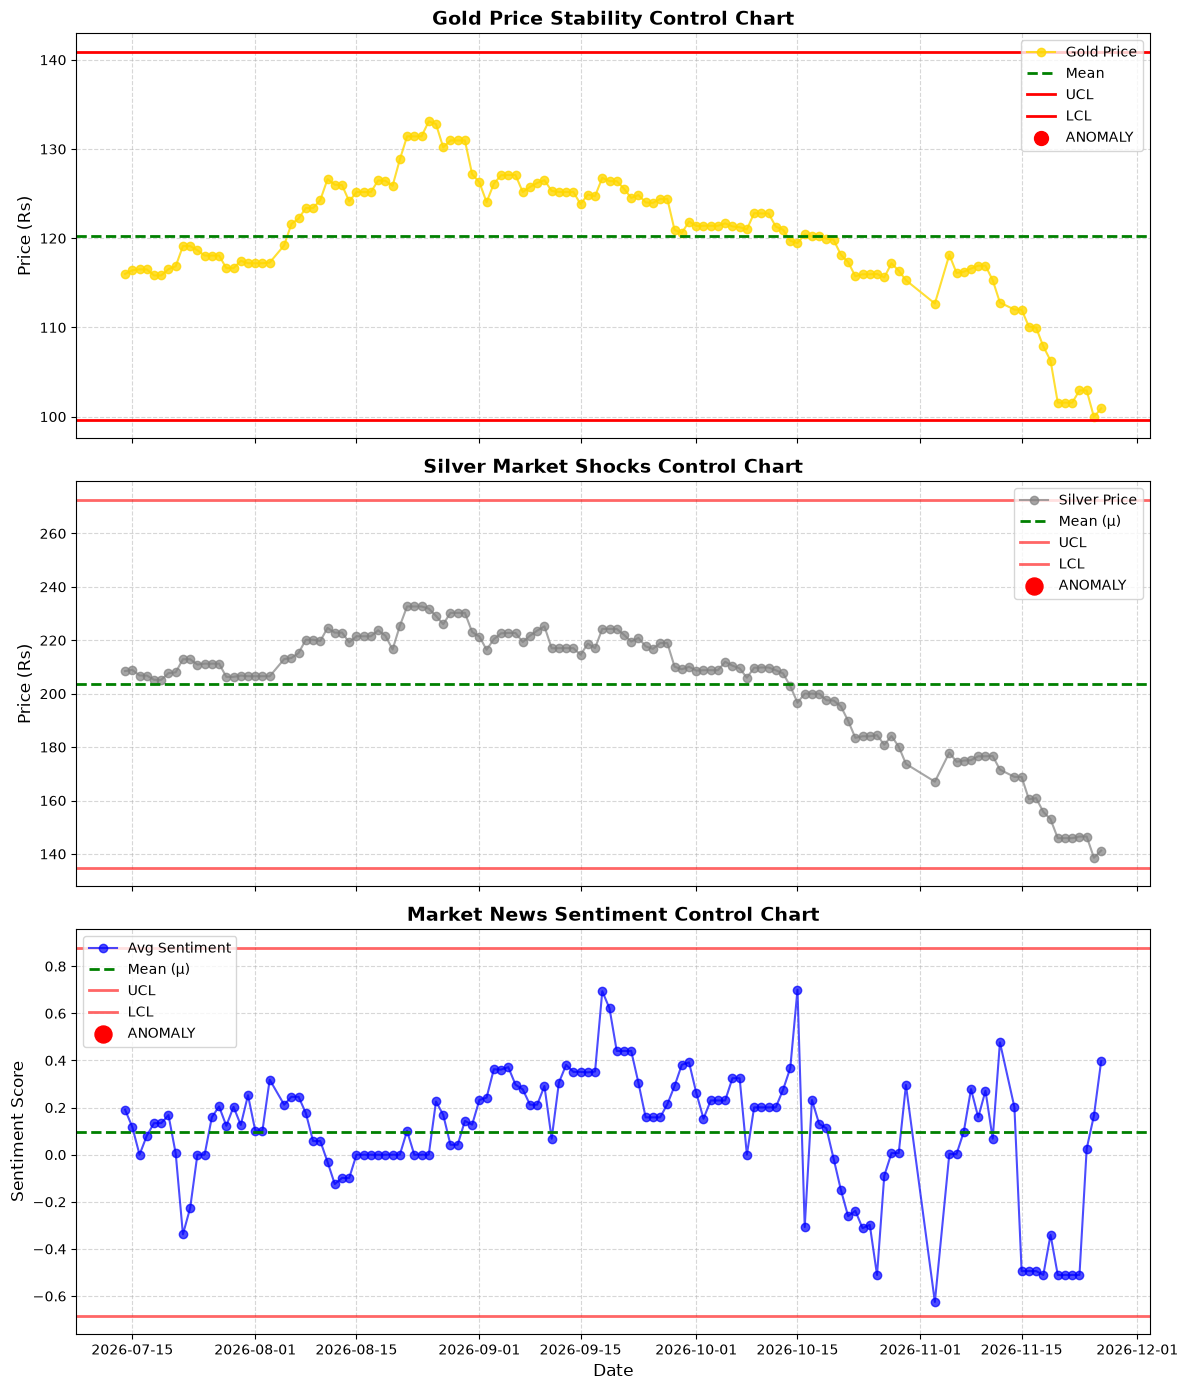 Gold Price Stability Control Chart
Price (Rs)
140
130
120
110
100
Gold Price
Mean
UCL
LCL
ANOMALY
Silver Market Shocks Control Chart
Price (Rs)
260
240
220
200
180
160
140
Silver Price
Mean (μ)
UCL
LCL
ANOMALY
Market News Sentiment Control Chart
Sentiment Score
0.8
0.6
0.4
0.2
0.0
−0.2
−0.4
−0.6
Avg Sentiment
Mean (μ)
UCL
LCL
ANOMALY
2026-07-15 2026-08-01 2026-08-15 2026-09-01 2026-09-15 2026-10-01 2026-10-15 2026-11-01 2026-11-15 2026-12-01
Date